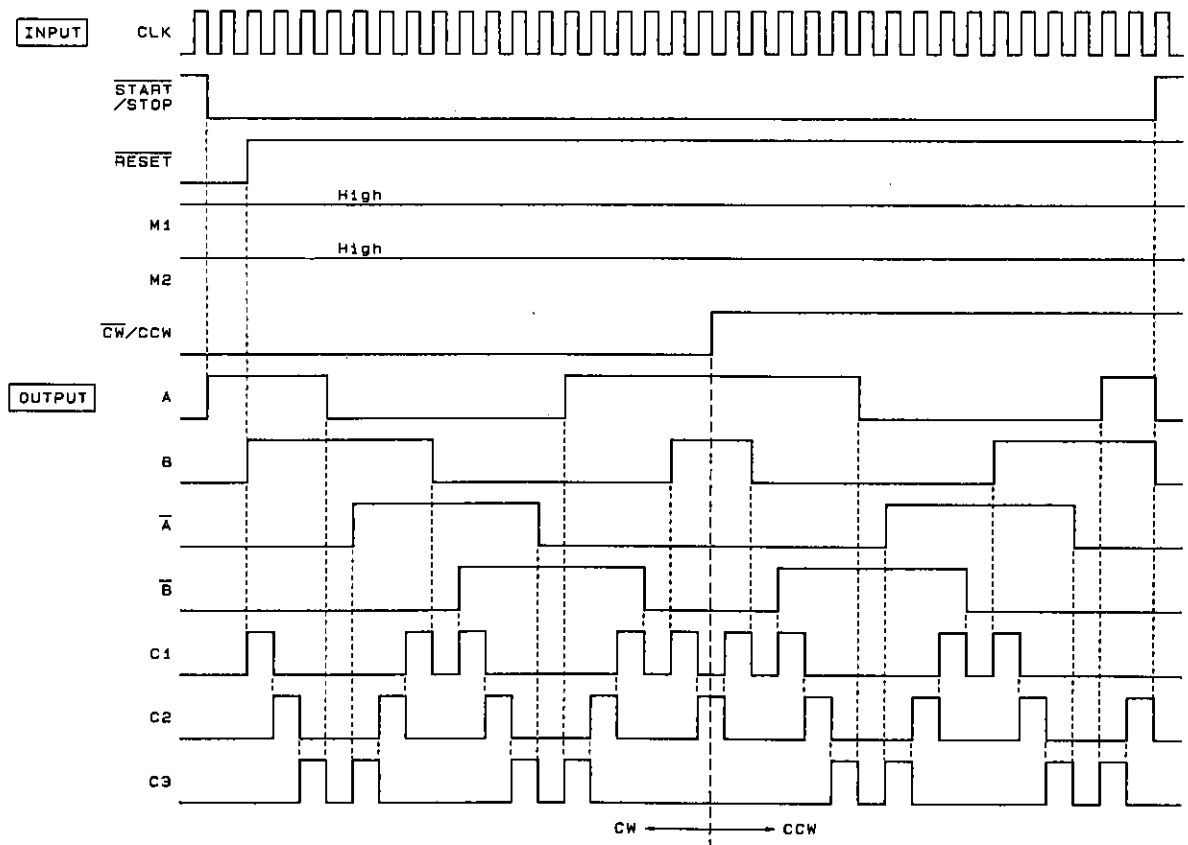 INPUT CLK
START
/STOP
RESET
High
M1
High
M2
CW/CCW
OUTPUT A
B
A
B
C1
C2
C3
CW CCW